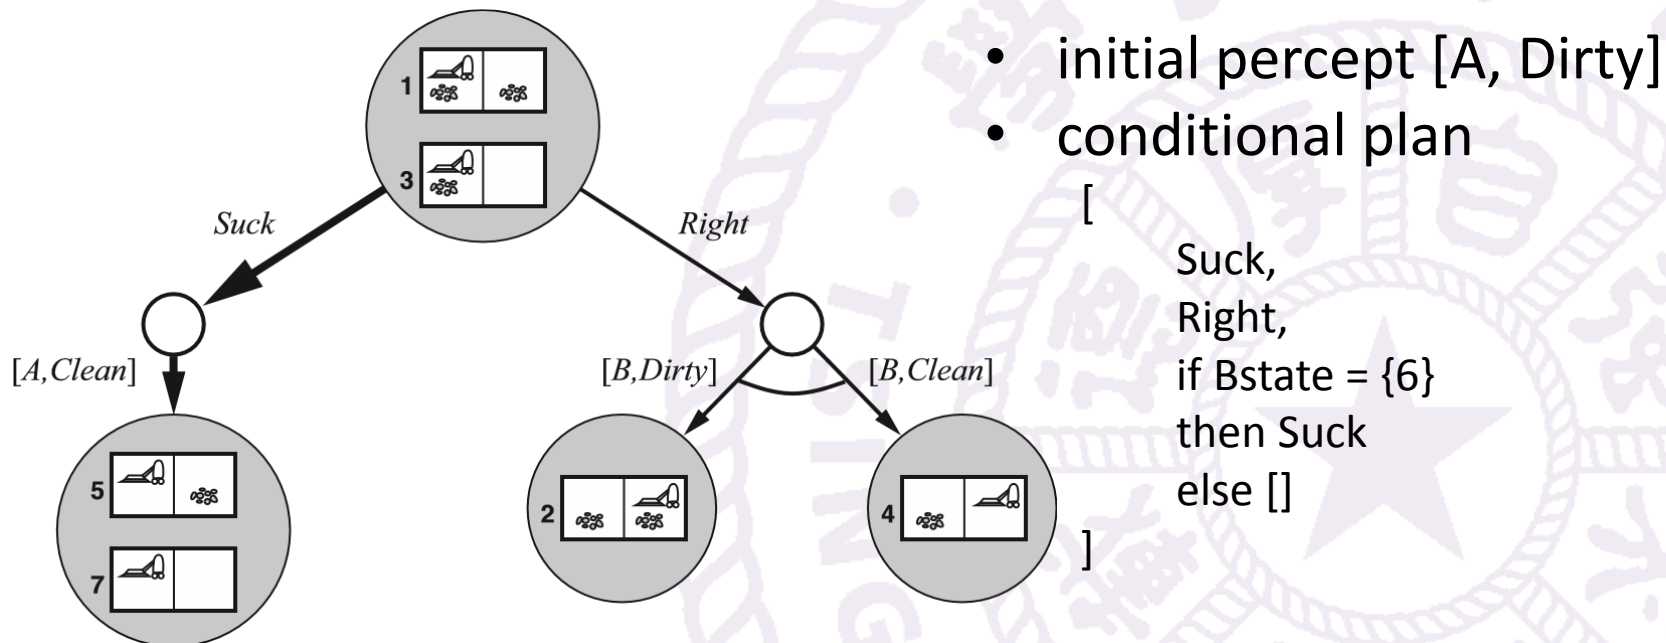 1
3
Suck
Right
[A,Clean]
[B,Dirty]
[B,Clean]
5
7
2
4
• initial percept [A, Dirty]
• conditional plan
[
Suck,
Right,
if Bstate = {6}
then Suck
else []
]